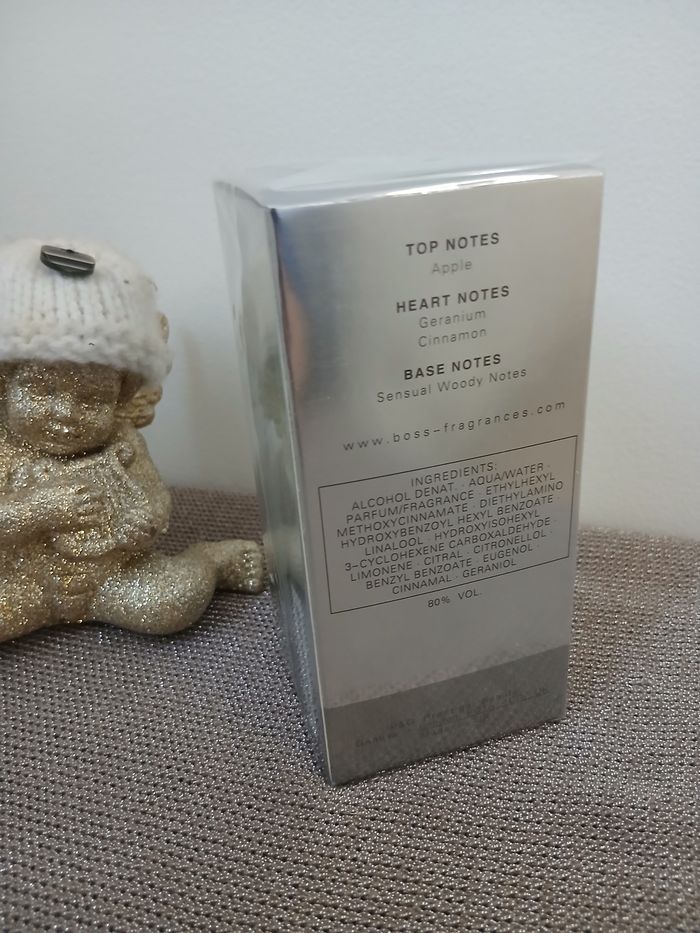 TOP NOTES
Apple
HEART NOTES
Geranium
Cinnamon
BASE NOTES
Sensual Woody Notes
www.boss-fragrances.com
INGREDIENTS:
ALCOHOL DENAT. · AQUA/WATER ·
PARFUM/FRAGRANCE · ETHYLHEXYL
METHOXYCINNAMATE · DIETHYLAMINO
HYDROXYBENZOYL HEXYL BENZOATE ·
LINALOOL · HYDROXYISOHEXYL
3-CYCLOHEXENE CARBOXALDEHYDE ·
LIMONENE · CITRAL · CITRONELLOL ·
BENZYL BENZOATE · EUGENOL ·
CINNAMAL · GERANIOL
80% VOL.